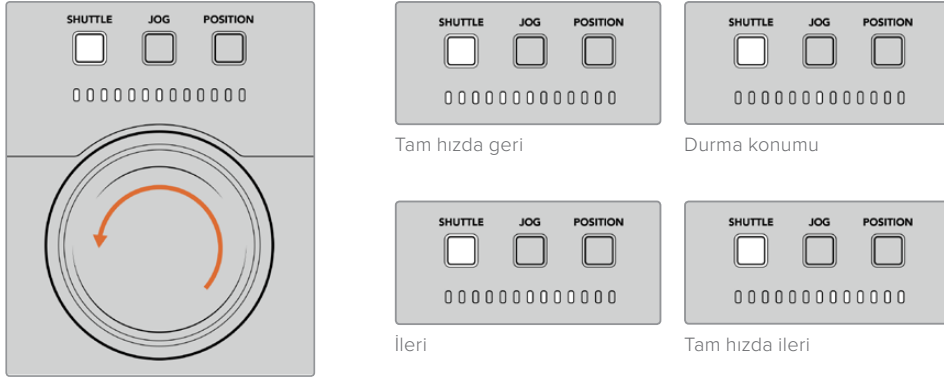 SHUTTLE JOG POSITION
SHUTTLE JOG POSITION
Tam hızda geri
SHUTTLE JOG POSITION
Durma konumu
SHUTTLE JOG POSITION
İleri
SHUTTLE JOG POSITION
Tam hızda ileri